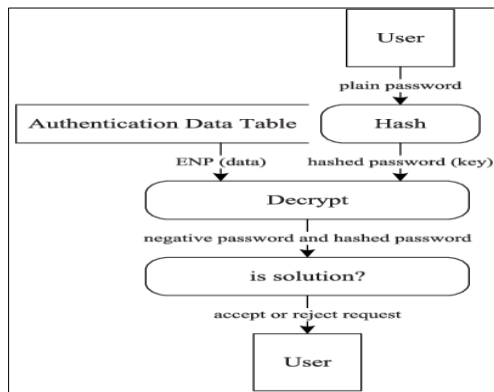 User
plain password
Authentication Data Table
Hash
ENP (data)
hashed password (key)
Decrypt
negative password and hashed password
is solution?
accept or reject request
User